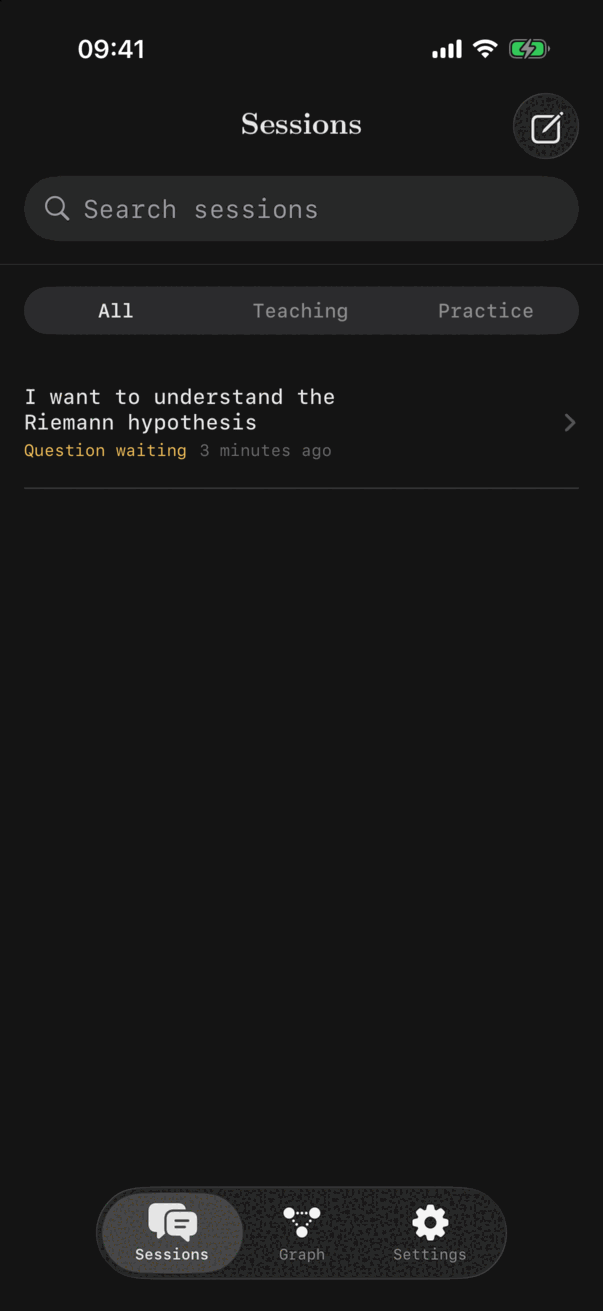 09:41
Sessions
Search sessions
All Teaching Practice
I want to understand the
Riemann hypothesis
Question waiting 3 minutes ago
Sessions Graph Settings